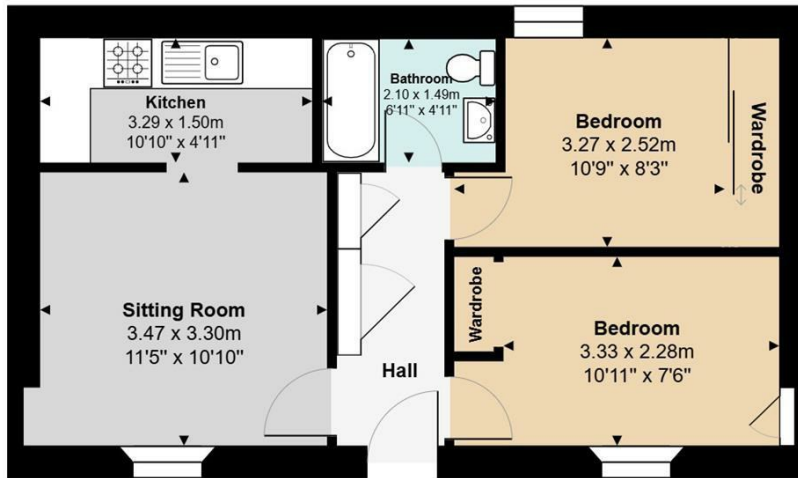 Kitchen
3.29 x 1.50m
10'10" x 4'11"
Bathroom
2.10 x 1.49m
6'11" x 4'11"
Bedroom
3.27 x 2.52m
10'9" x 8'3"
Wardrobe
Sitting Room
3.47 x 3.30m
11'5" x 10'10"
Hall
Wardrobe
Bedroom
3.33 x 2.28m
10'11" x 7'6"